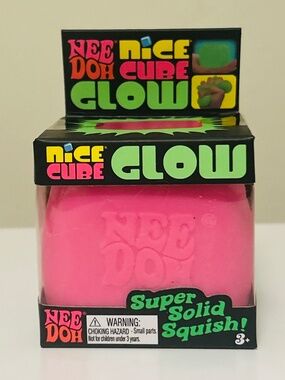 NEE
DOH
NICE
CUBE
GLOW
NICE
CUBE
GLOW
NEE
DOH
NEE
DOH
WARNING:
CHOKING HAZARD - Small parts.
Not for children under 3 years.
Super
Solid
Squish!
3+